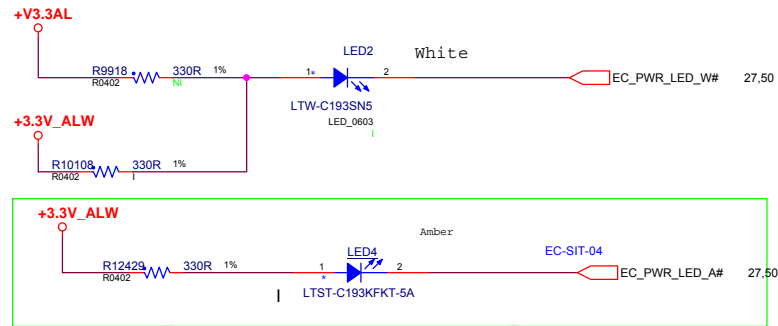 +V3.3AL
LED2
White
R9918 330R 1%
R0402 NI
1* 2
EC_PWR_LED_W# 27,50
LTW-C193SN5
LED_0603
I
+3.3V_ALW
R10108 330R 1%
R0402 I
+3.3V_ALW
Amber
LED4
EC-SIT-04
R12429 330R 1%
R0402
1 2
*
EC_PWR_LED_A# 27,50
I
LTST-C193KFKT-5A